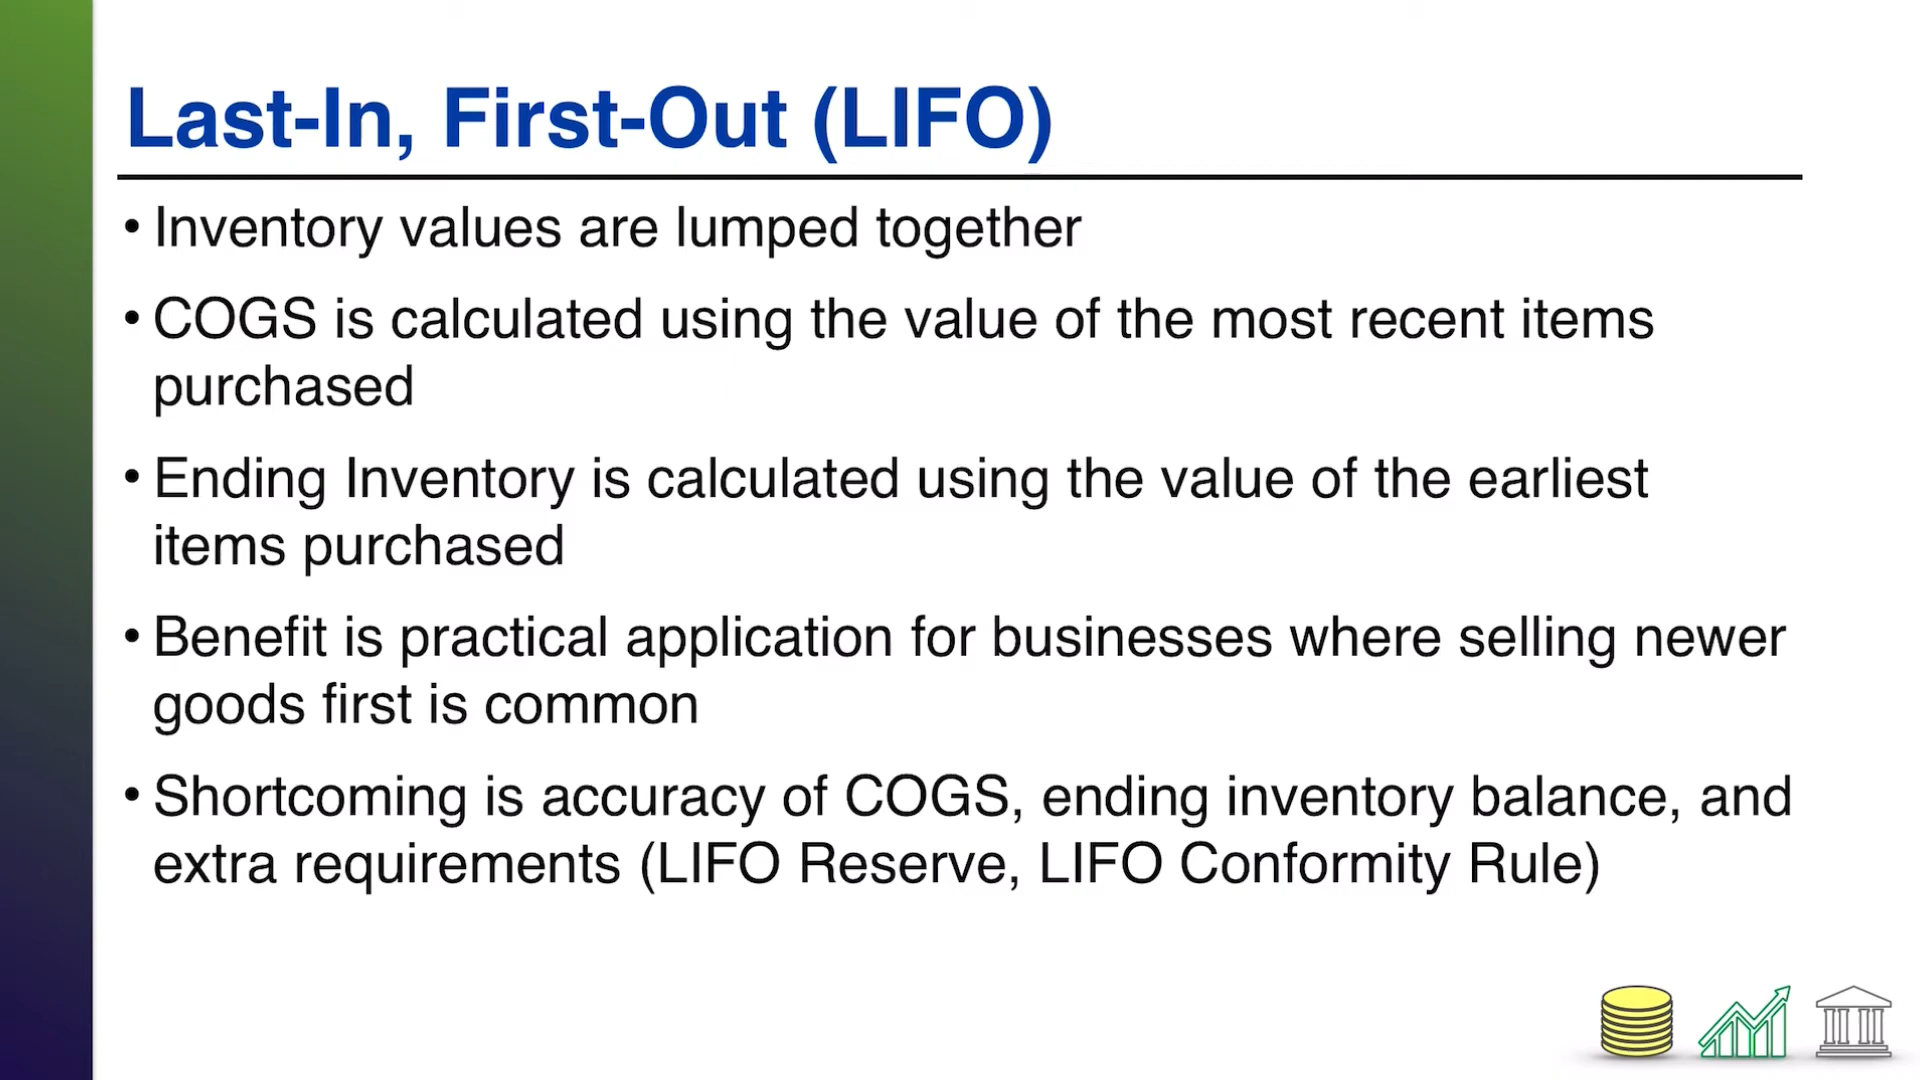 Last-In, First-Out (LIFO)
• Inventory values are lumped together
• COGS is calculated using the value of the most recent items
purchased
• Ending Inventory is calculated using the value of the earliest
items purchased
• Benefit is practical application for businesses where selling newer
goods first is common
• Shortcoming is accuracy of COGS, ending inventory balance, and
extra requirements (LIFO Reserve, LIFO Conformity Rule)